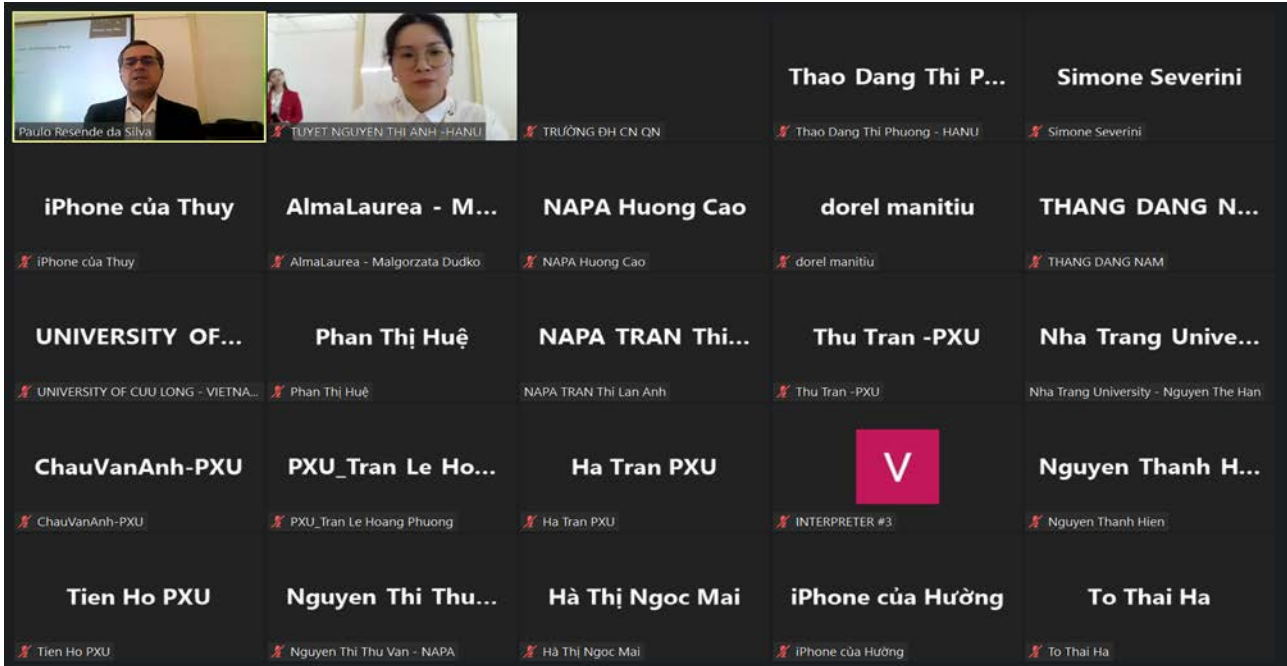 Paulo Resende da Silva
TUYET NGUYEN THI ANH -HANU
TRƯỜNG ĐH CN QN
Thao Dang Thi P...
Thao Dang Thi Phuong - HANU
Simone Severini
Simone Severini
iPhone của Thuy
iPhone của Thuy
AlmaLaurea - M...
AlmaLaurea - Malgorzata Dudko
NAPA Huong Cao
NAPA Huong Cao
dorel manitiu
dorel manitiu
THANG DANG N...
THANG DANG NAM
UNIVERSITY OF...
UNIVERSITY OF CUU LONG - VIETNA...
Phan Thị Huệ
Phan Thị Huệ
NAPA TRAN Thi...
NAPA TRAN Thi Lan Anh
Thu Tran -PXU
Thu Tran -PXU
Nha Trang Unive...
Nha Trang University - Nguyen The Han
ChauVanAnh-PXU
ChauVanAnh-PXU
PXU_Tran Le Ho...
PXU_Tran Le Hoang Phuong
Ha Tran PXU
Ha Tran PXU
V
INTERPRETER #3
Nguyen Thanh H...
Nguyen Thanh Hien
Tien Ho PXU
Tien Ho PXU
Nguyen Thi Thu...
Nguyen Thi Thu Van - NAPA
Hà Thị Ngoc Mai
Hà Thị Ngoc Mai
iPhone của Hường
iPhone của Hường
To Thai Ha
To Thai Ha